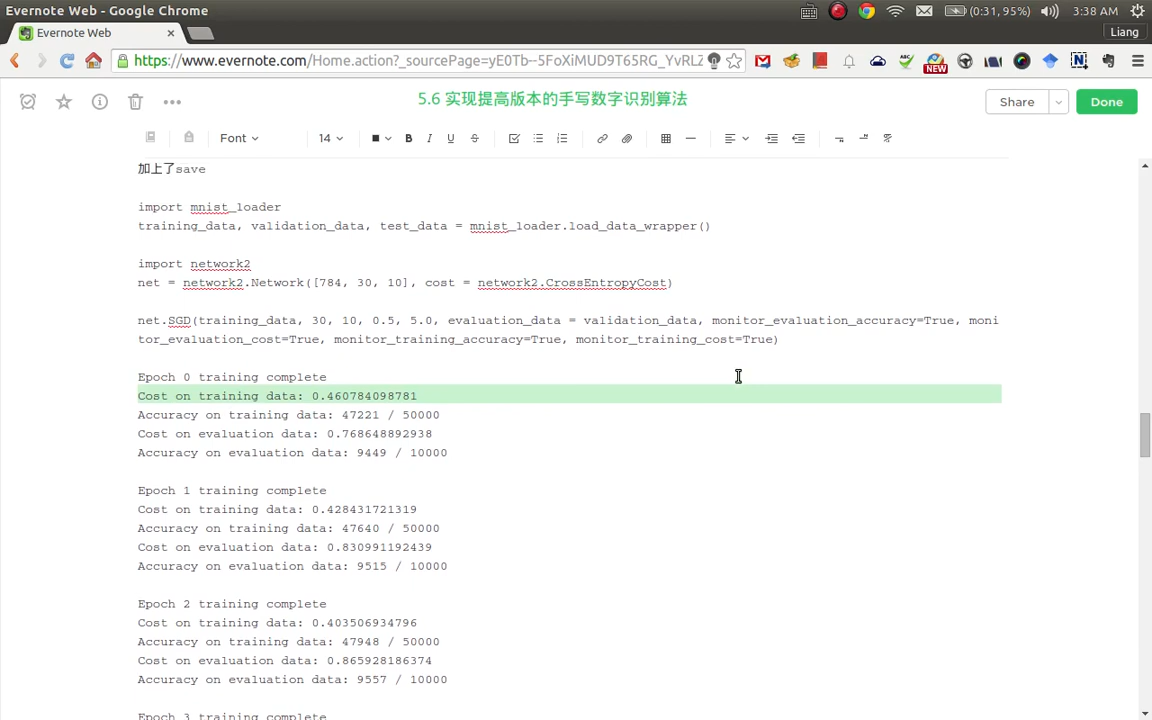 Evernote Web - Google Chrome
(0:31, 95%)
3:38 AM
Evernote Web
Liang
https://www.evernote.com/Home.action?_sourcePage=yE0Tb--5FoXiMUD9T65RG_YvRLZ
NEW
5.6 实现提高版本的手写数字识别算法
Share
Done
Font
14
B
I
U
加上了save
import mnist_loader
training_data, validation_data, test_data = mnist_loader.load_data_wrapper()
import network2
net = network2.Network([784, 30, 10], cost = network2.CrossEntropyCost)
net.SGD(training_data, 30, 10, 0.5, 5.0, evaluation_data = validation_data, monitor_evaluation_accuracy=True, moni
tor_evaluation_cost=True, monitor_training_accuracy=True, monitor_training_cost=True)
Epoch 0 training complete
Cost on training data: 0.460784098781
Accuracy on training data: 47221 / 50000
Cost on evaluation data: 0.768648892938
Accuracy on evaluation data: 9449 / 10000
Epoch 1 training complete
Cost on training data: 0.428431721319
Accuracy on training data: 47640 / 50000
Cost on evaluation data: 0.830991192439
Accuracy on evaluation data: 9515 / 10000
Epoch 2 training complete
Cost on training data: 0.403506934796
Accuracy on training data: 47948 / 50000
Cost on evaluation data: 0.865928186374
Accuracy on evaluation data: 9557 / 10000
Epoch 3 training complete